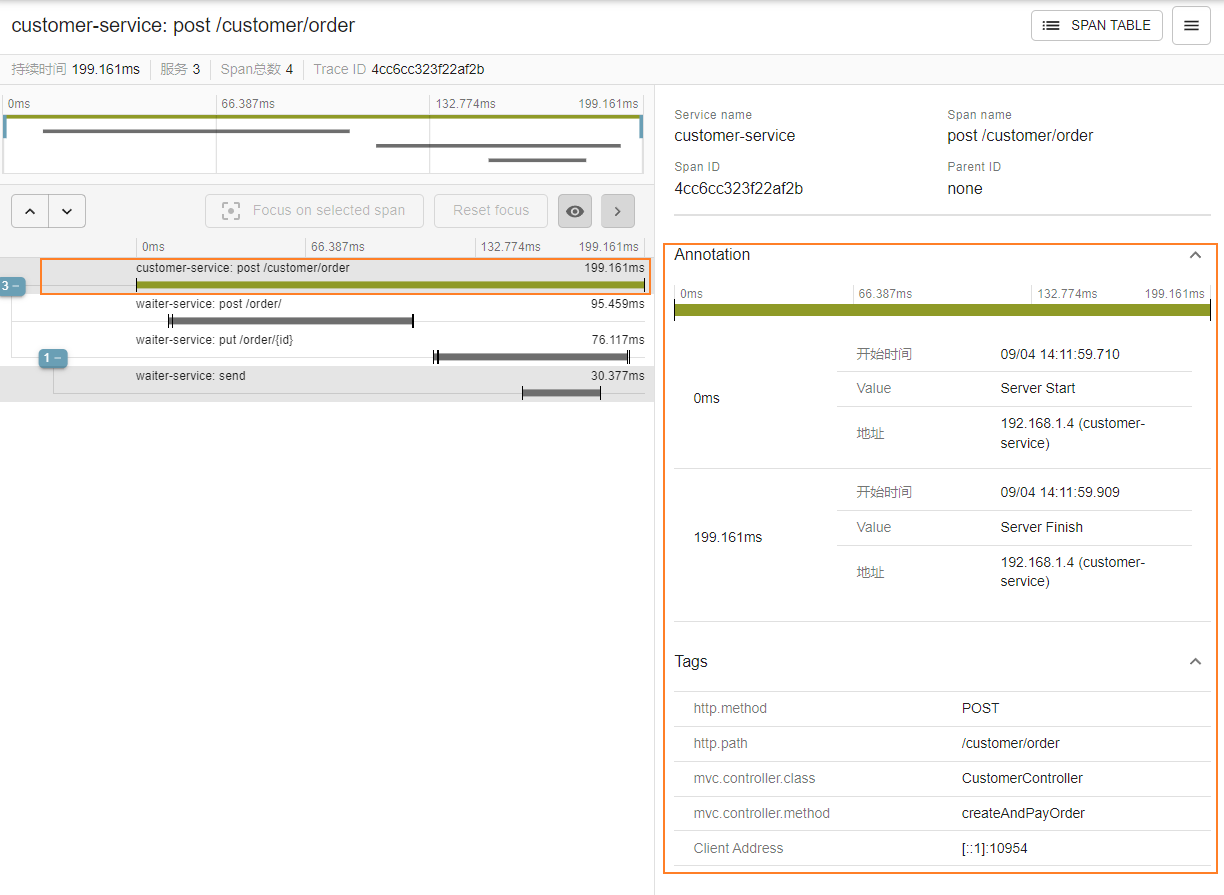 customer-service: post /customer/order
SPAN TABLE
持续时间 199.161ms 服务 3 Span总数 4 Trace ID 4cc6cc323f22af2b
0ms 66.387ms 132.774ms 199.161ms
Focus on selected span Reset focus
0ms 66.387ms 132.774ms 199.161ms
customer-service: post /customer/order 199.161ms
3 −
waiter-service: post /order/ 95.459ms
waiter-service: put /order/{id} 76.117ms
1 −
waiter-service: send 30.377ms
Service name Span name
customer-service post /customer/order
Span ID Parent ID
4cc6cc323f22af2b none
Annotation
0ms 66.387ms 132.774ms 199.161ms
开始时间 09/04 14:11:59.710
Value Server Start
0ms
地址 192.168.1.4 (customer-
service)
开始时间 09/04 14:11:59.909
Value Server Finish
199.161ms
地址 192.168.1.4 (customer-
service)
Tags
http.method POST
http.path /customer/order
mvc.controller.class CustomerController
mvc.controller.method createAndPayOrder
Client Address [::1]:10954